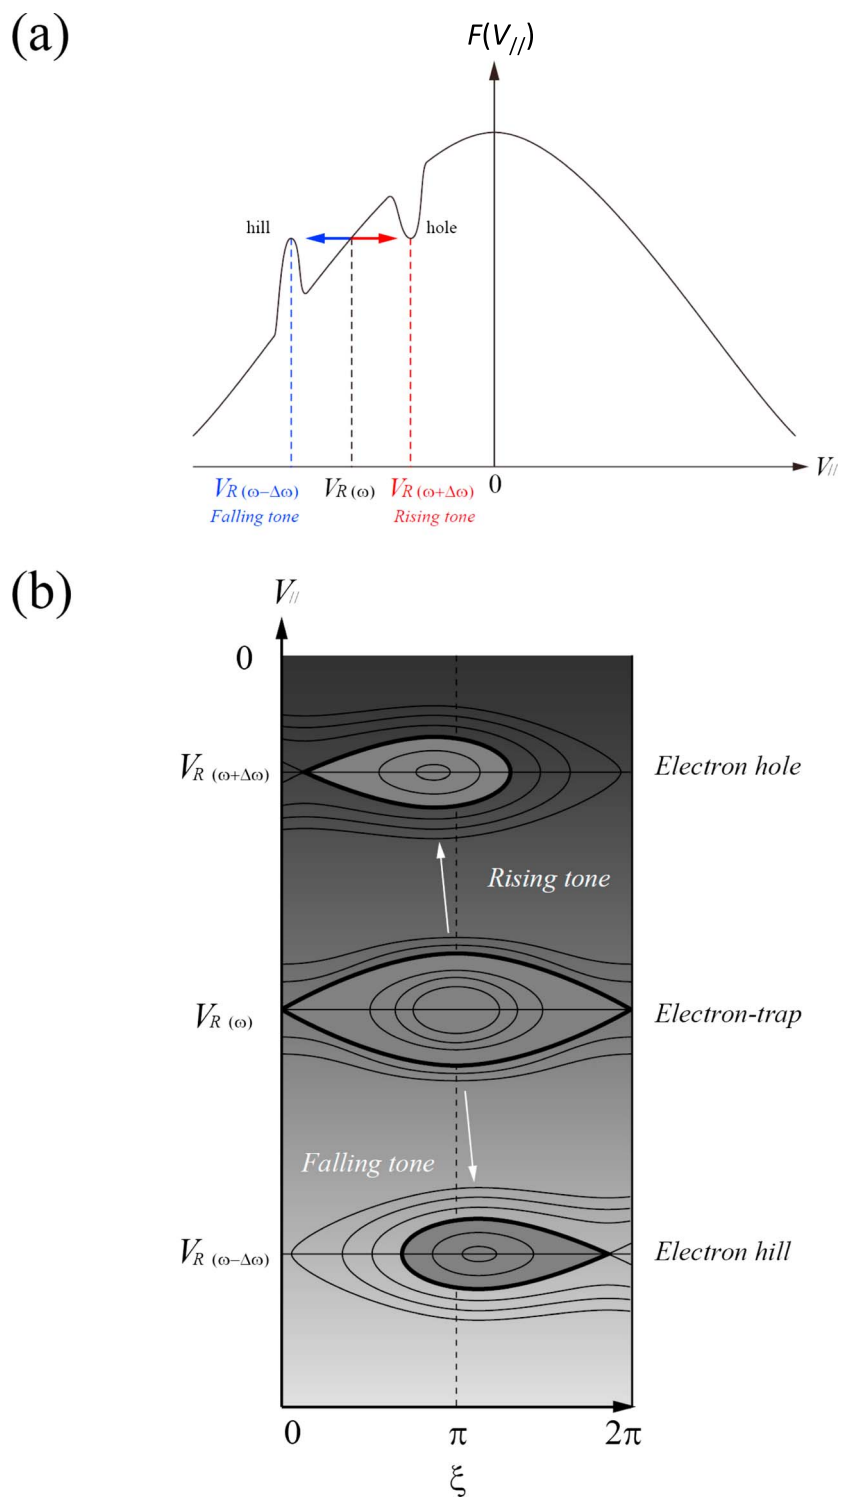 (a)
F(V//)
hill
hole
V//
VR (ω−Δω) VR (ω) VR (ω+Δω) 0
Falling tone Rising tone
(b)
V//
0
VR (ω+Δω) Electron hole
Rising tone
VR (ω) Electron-trap
Falling tone
VR (ω−Δω) Electron hill
0 π 2π
ξ